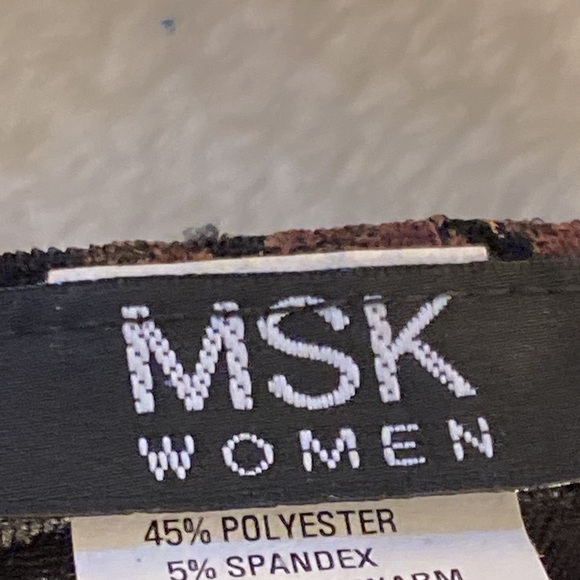 MSK
WOMEN
45% POLYESTER
5% SPANDEX